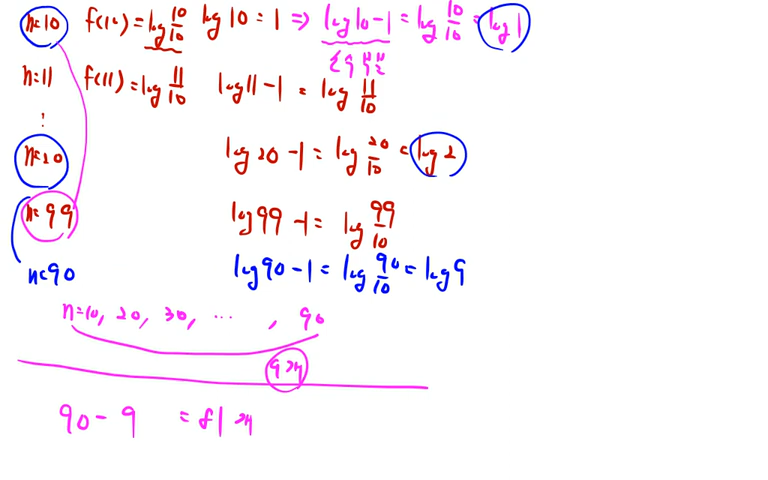 n=10 f(10) = log 10/10 log 10 = 1 ⇒ log 10 - 1 = log 10/10 = log 1
n=11 f(11) = log 11/10 log 11 - 1 = log 11/10
⋮
n=20 log 20 - 1 = log 20/10 = log 2
n=99 log 99 - 1 = log 99/10
n=90 log 90 - 1 = log 90/10 = log 9
n=10, 20, 30, ⋯ , 90
9개
90 - 9 = 81개